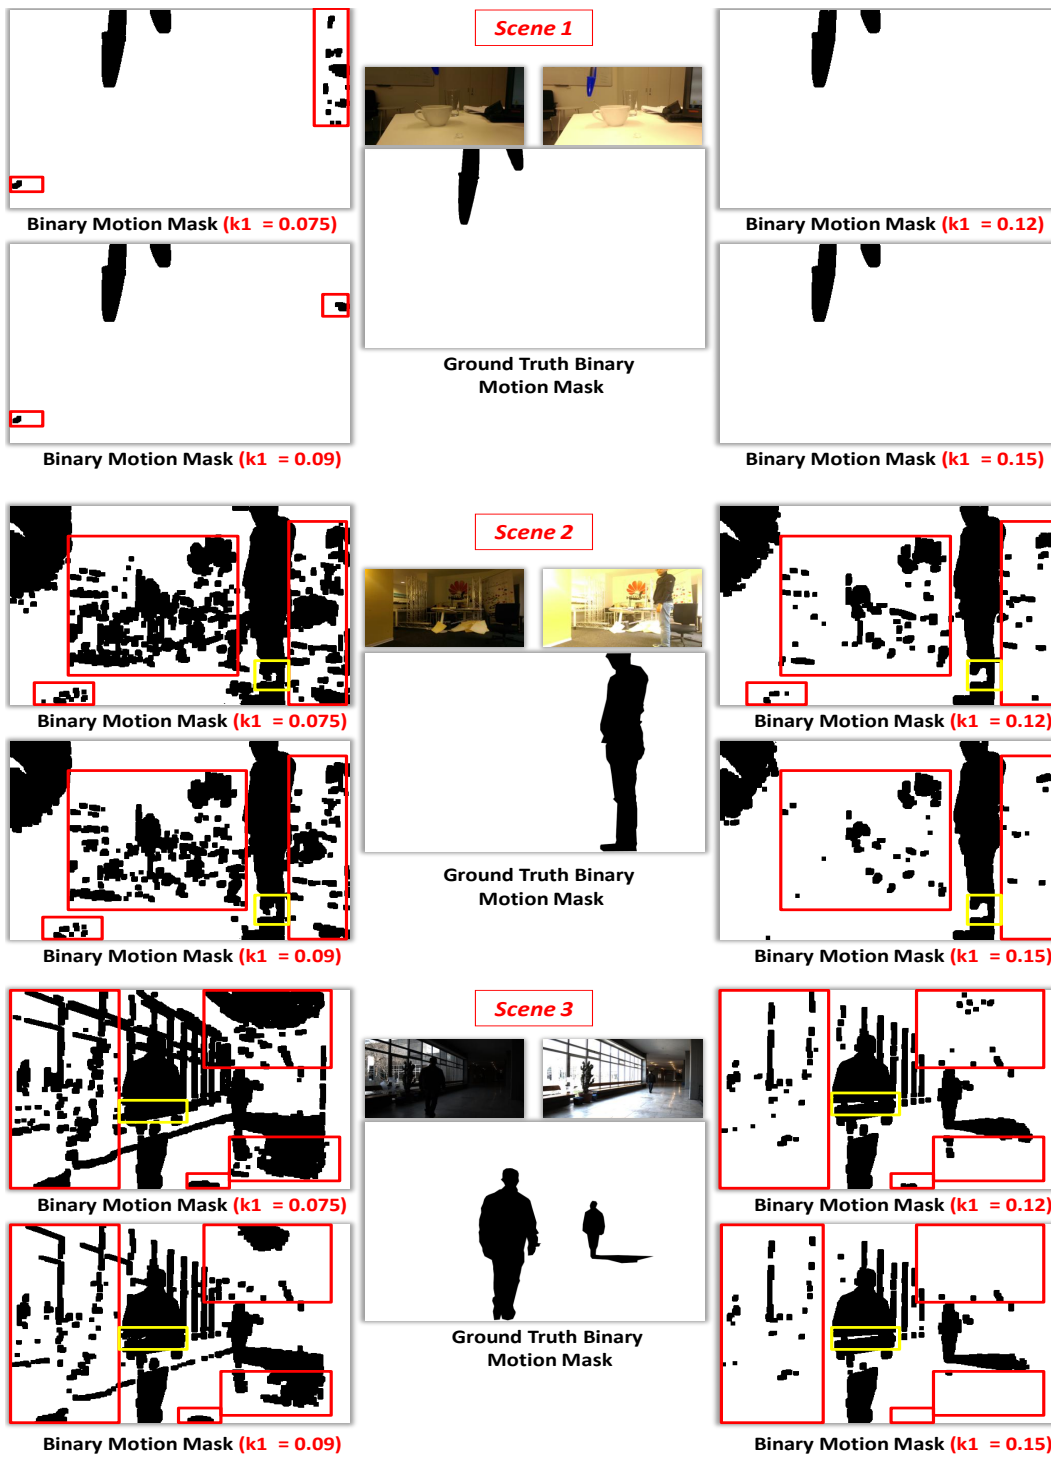 Scene 1
Binary Motion Mask (k1 = 0.075)
Binary Motion Mask (k1 = 0.12)
Ground Truth Binary
Motion Mask
Binary Motion Mask (k1 = 0.09)
Binary Motion Mask (k1 = 0.15)
Scene 2
Binary Motion Mask (k1 = 0.075)
Binary Motion Mask (k1 = 0.12)
Ground Truth Binary
Motion Mask
Binary Motion Mask (k1 = 0.09)
Binary Motion Mask (k1 = 0.15)
Scene 3
Binary Motion Mask (k1 = 0.075)
Binary Motion Mask (k1 = 0.12)
Ground Truth Binary
Motion Mask
Binary Motion Mask (k1 = 0.09)
Binary Motion Mask (k1 = 0.15)